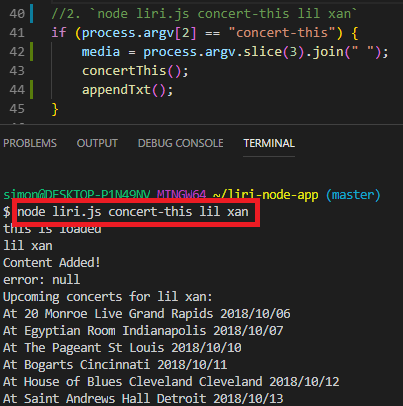 40 //2. `node liri.js concert-this lil xan`
41 if (process.argv[2] == "concert-this") {
42 media = process.argv.slice(3).join(" ");
43 concertThis();
44 appendTxt();
45 }
PROBLEMS OUTPUT DEBUG CONSOLE TERMINAL
simon@DESKTOP-P1N49NV MINGW64 ~/liri-node-app (master)
$ node liri.js concert-this lil xan
this is loaded
lil xan
Content Added!
error: null
Upcoming concerts for lil xan:
At 20 Monroe Live Grand Rapids 2018/10/06
At Egyptian Room Indianapolis 2018/10/07
At The Pageant St Louis 2018/10/10
At Bogarts Cincinnati 2018/10/11
At House of Blues Cleveland Cleveland 2018/10/12
At Saint Andrews Hall Detroit 2018/10/13